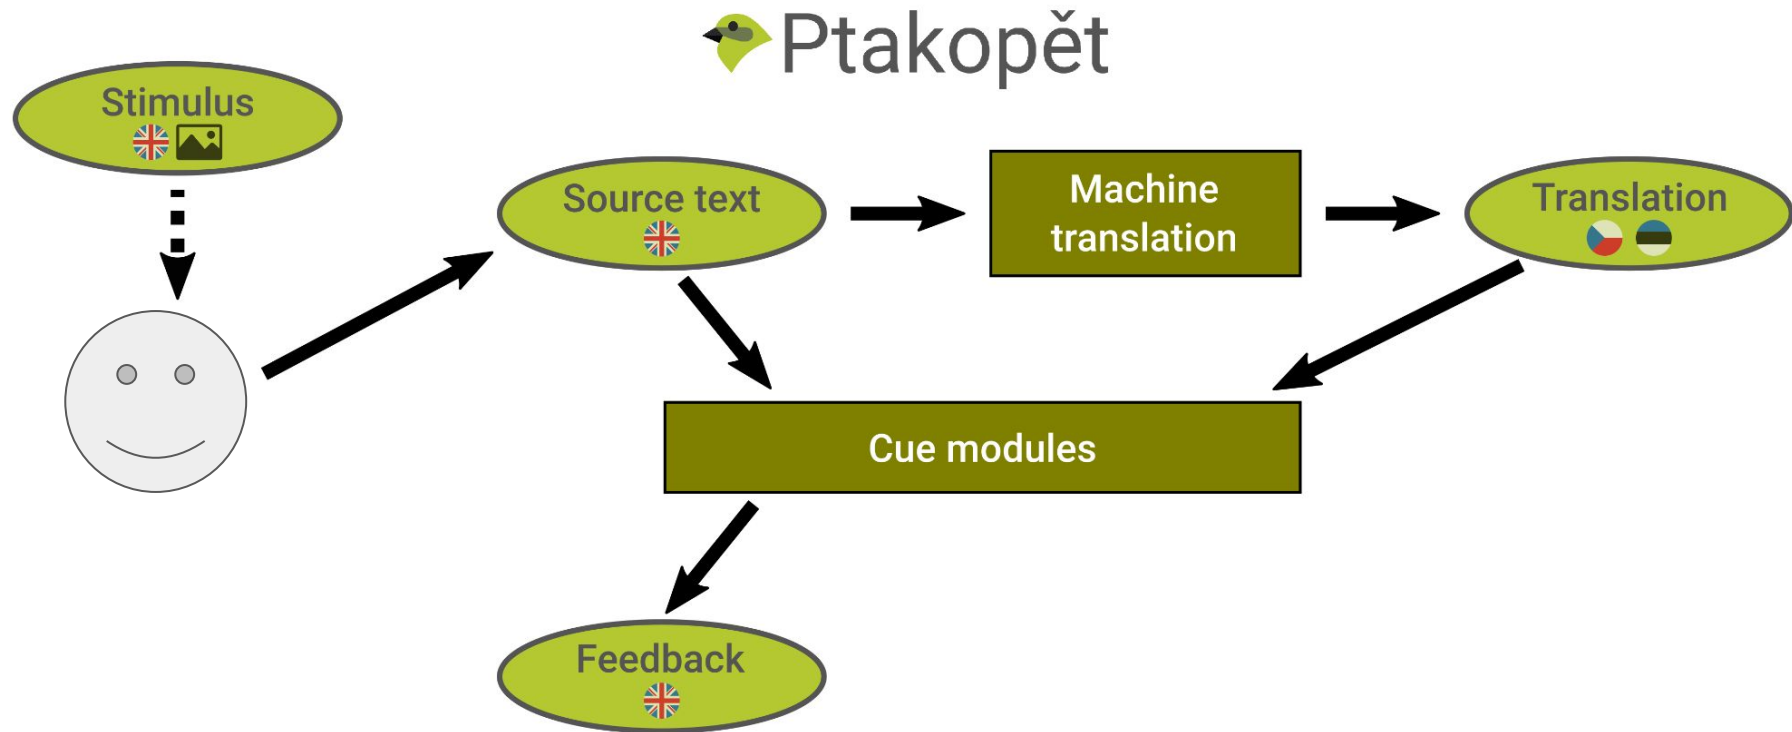 Ptakopět
Stimulus
Source text
Machine
translation
Translation
Cue modules
Feedback